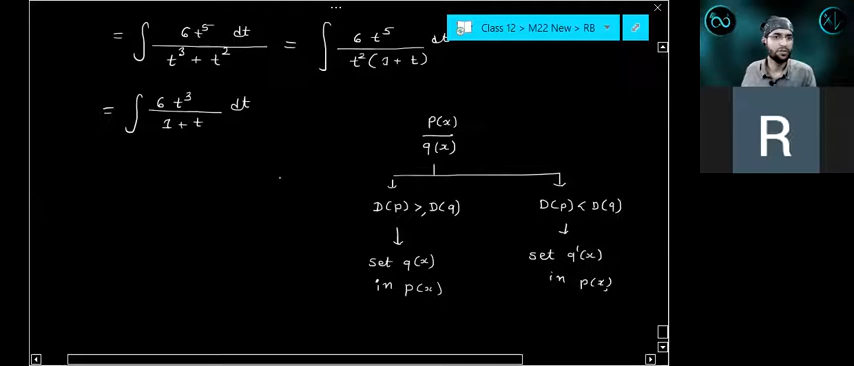 = ∫ 6t⁵ dt / (t³ + t²) = ∫ 6t⁵ / (t²(1+t)) dt
Class 12 > M22 New > RB
= ∫ 6t³ / (1+t) dt
P(x)
q(x)
D(p) ≥ D(q)
D(p) < D(q)
set q(x)
in p(x)
set q'(x)
in p(x)
R